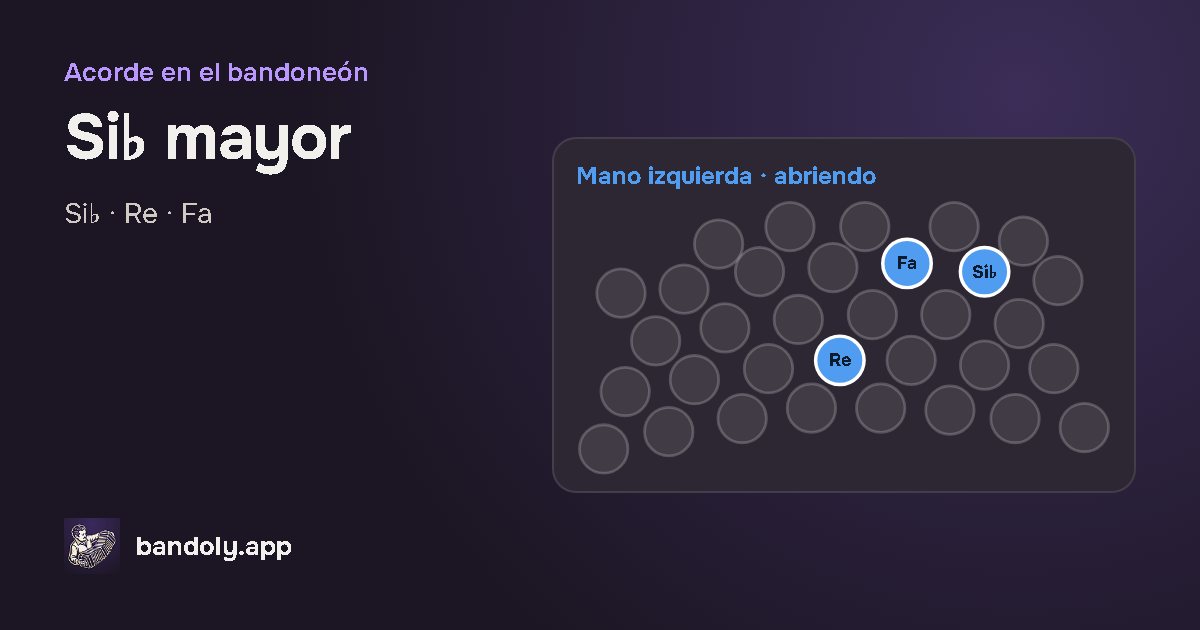 Acorde en el bandoneón
Si♭ mayor
Si♭ · Re · Fa
Mano izquierda · abriendo
Fa
Si♭
Re
bandoly.app